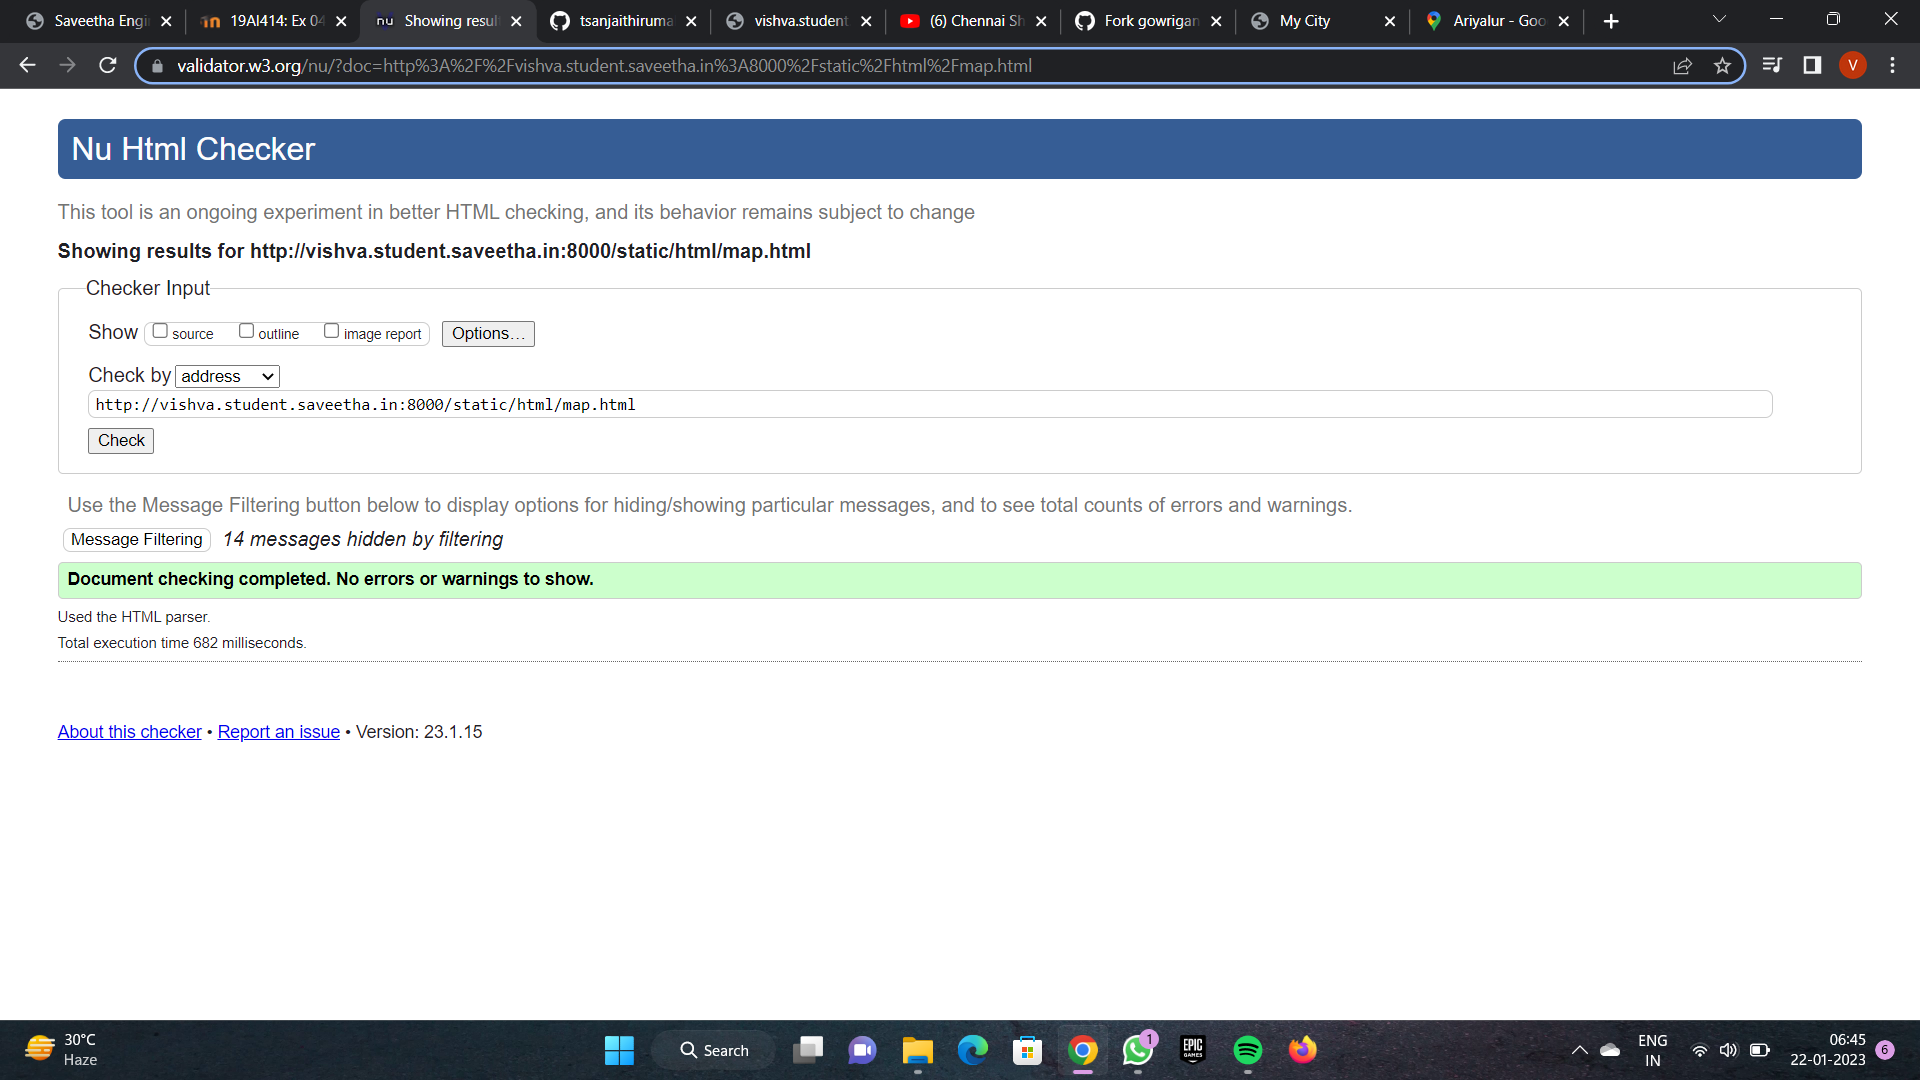 Saveetha Engi
19AI414: Ex 04
nu Showing resul
tsanjaithiruma
vishva.student
(6) Chennai Sh
Fork gowrigan
My City
Ariyalur - Goo
validator.w3.org/nu/?doc=http%3A%2F%2Fvishva.student.saveetha.in%3A8000%2Fstatic%2Fhtml%2Fmap.html
V
Nu Html Checker
This tool is an ongoing experiment in better HTML checking, and its behavior remains subject to change
Showing results for http://vishva.student.saveetha.in:8000/static/html/map.html
Checker Input
Show source outline image report Options...
Check by address
http://vishva.student.saveetha.in:8000/static/html/map.html
Check
Use the Message Filtering button below to display options for hiding/showing particular messages, and to see total counts of errors and warnings.
Message Filtering 14 messages hidden by filtering
Document checking completed. No errors or warnings to show.
Used the HTML parser.
Total execution time 682 milliseconds.
About this checker • Report an issue • Version: 23.1.15
30°C
Haze
Search
1
EPIC
GAMES
ENG
IN
06:45
22-01-2023
6